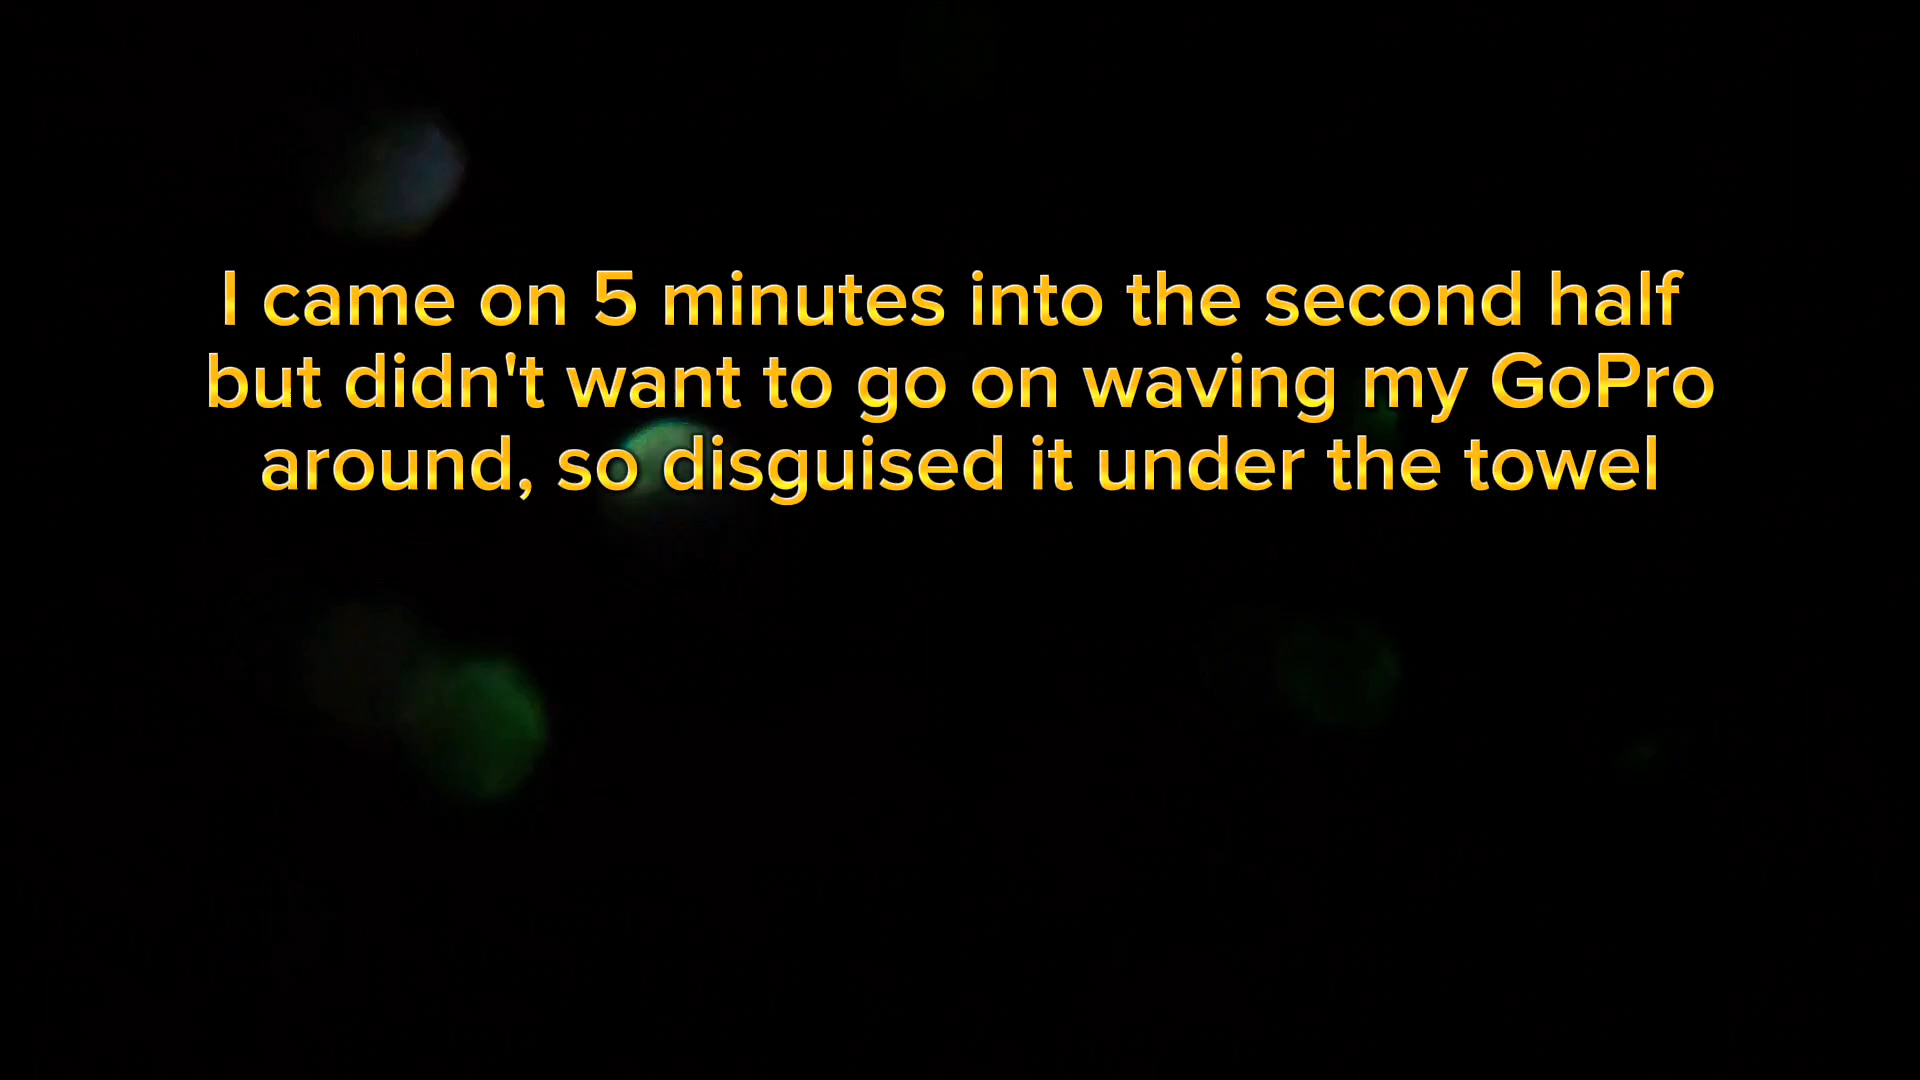 I came on 5 minutes into the second half
but didn't want to go on waving my GoPro
around, so disguised it under the towel